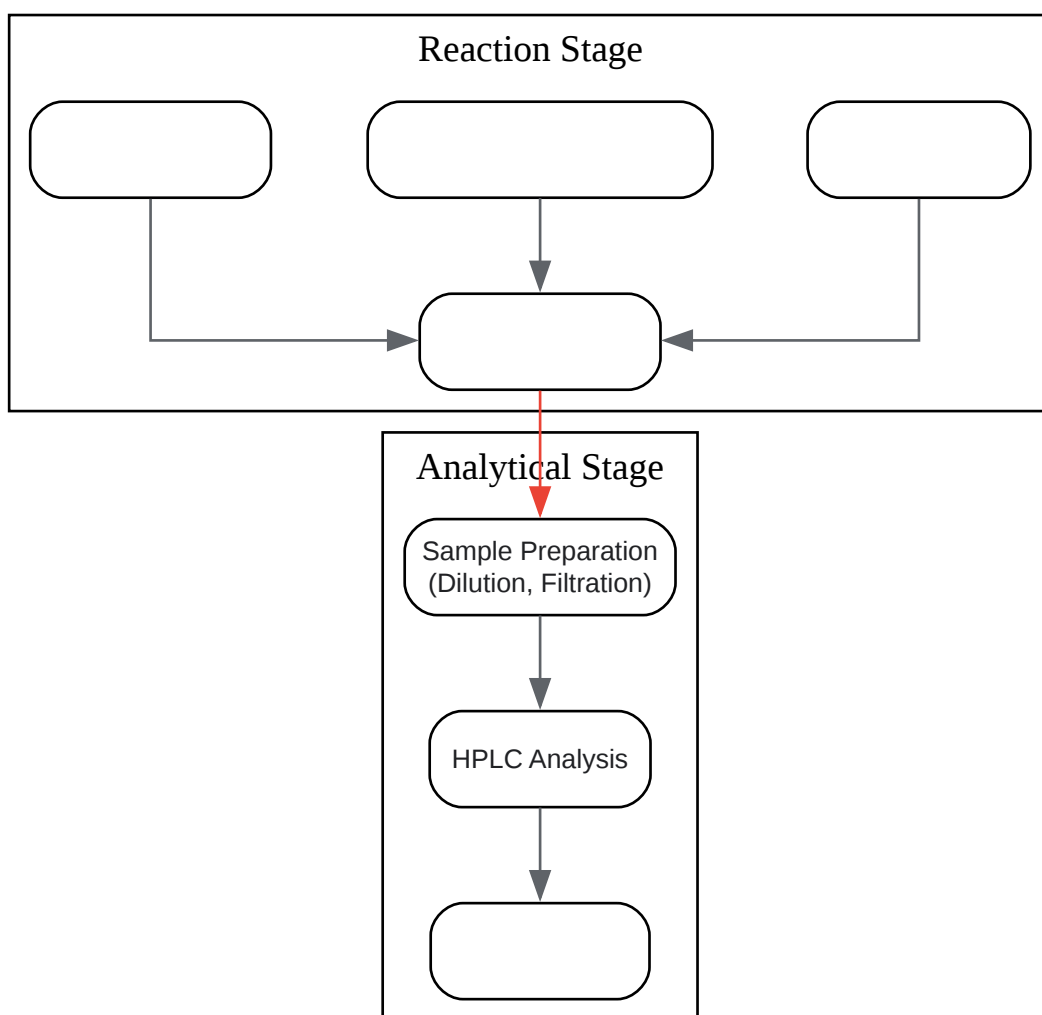 Reaction Stage
Analytical Stage
Sample Preparation
(Dilution, Filtration)
HPLC Analysis